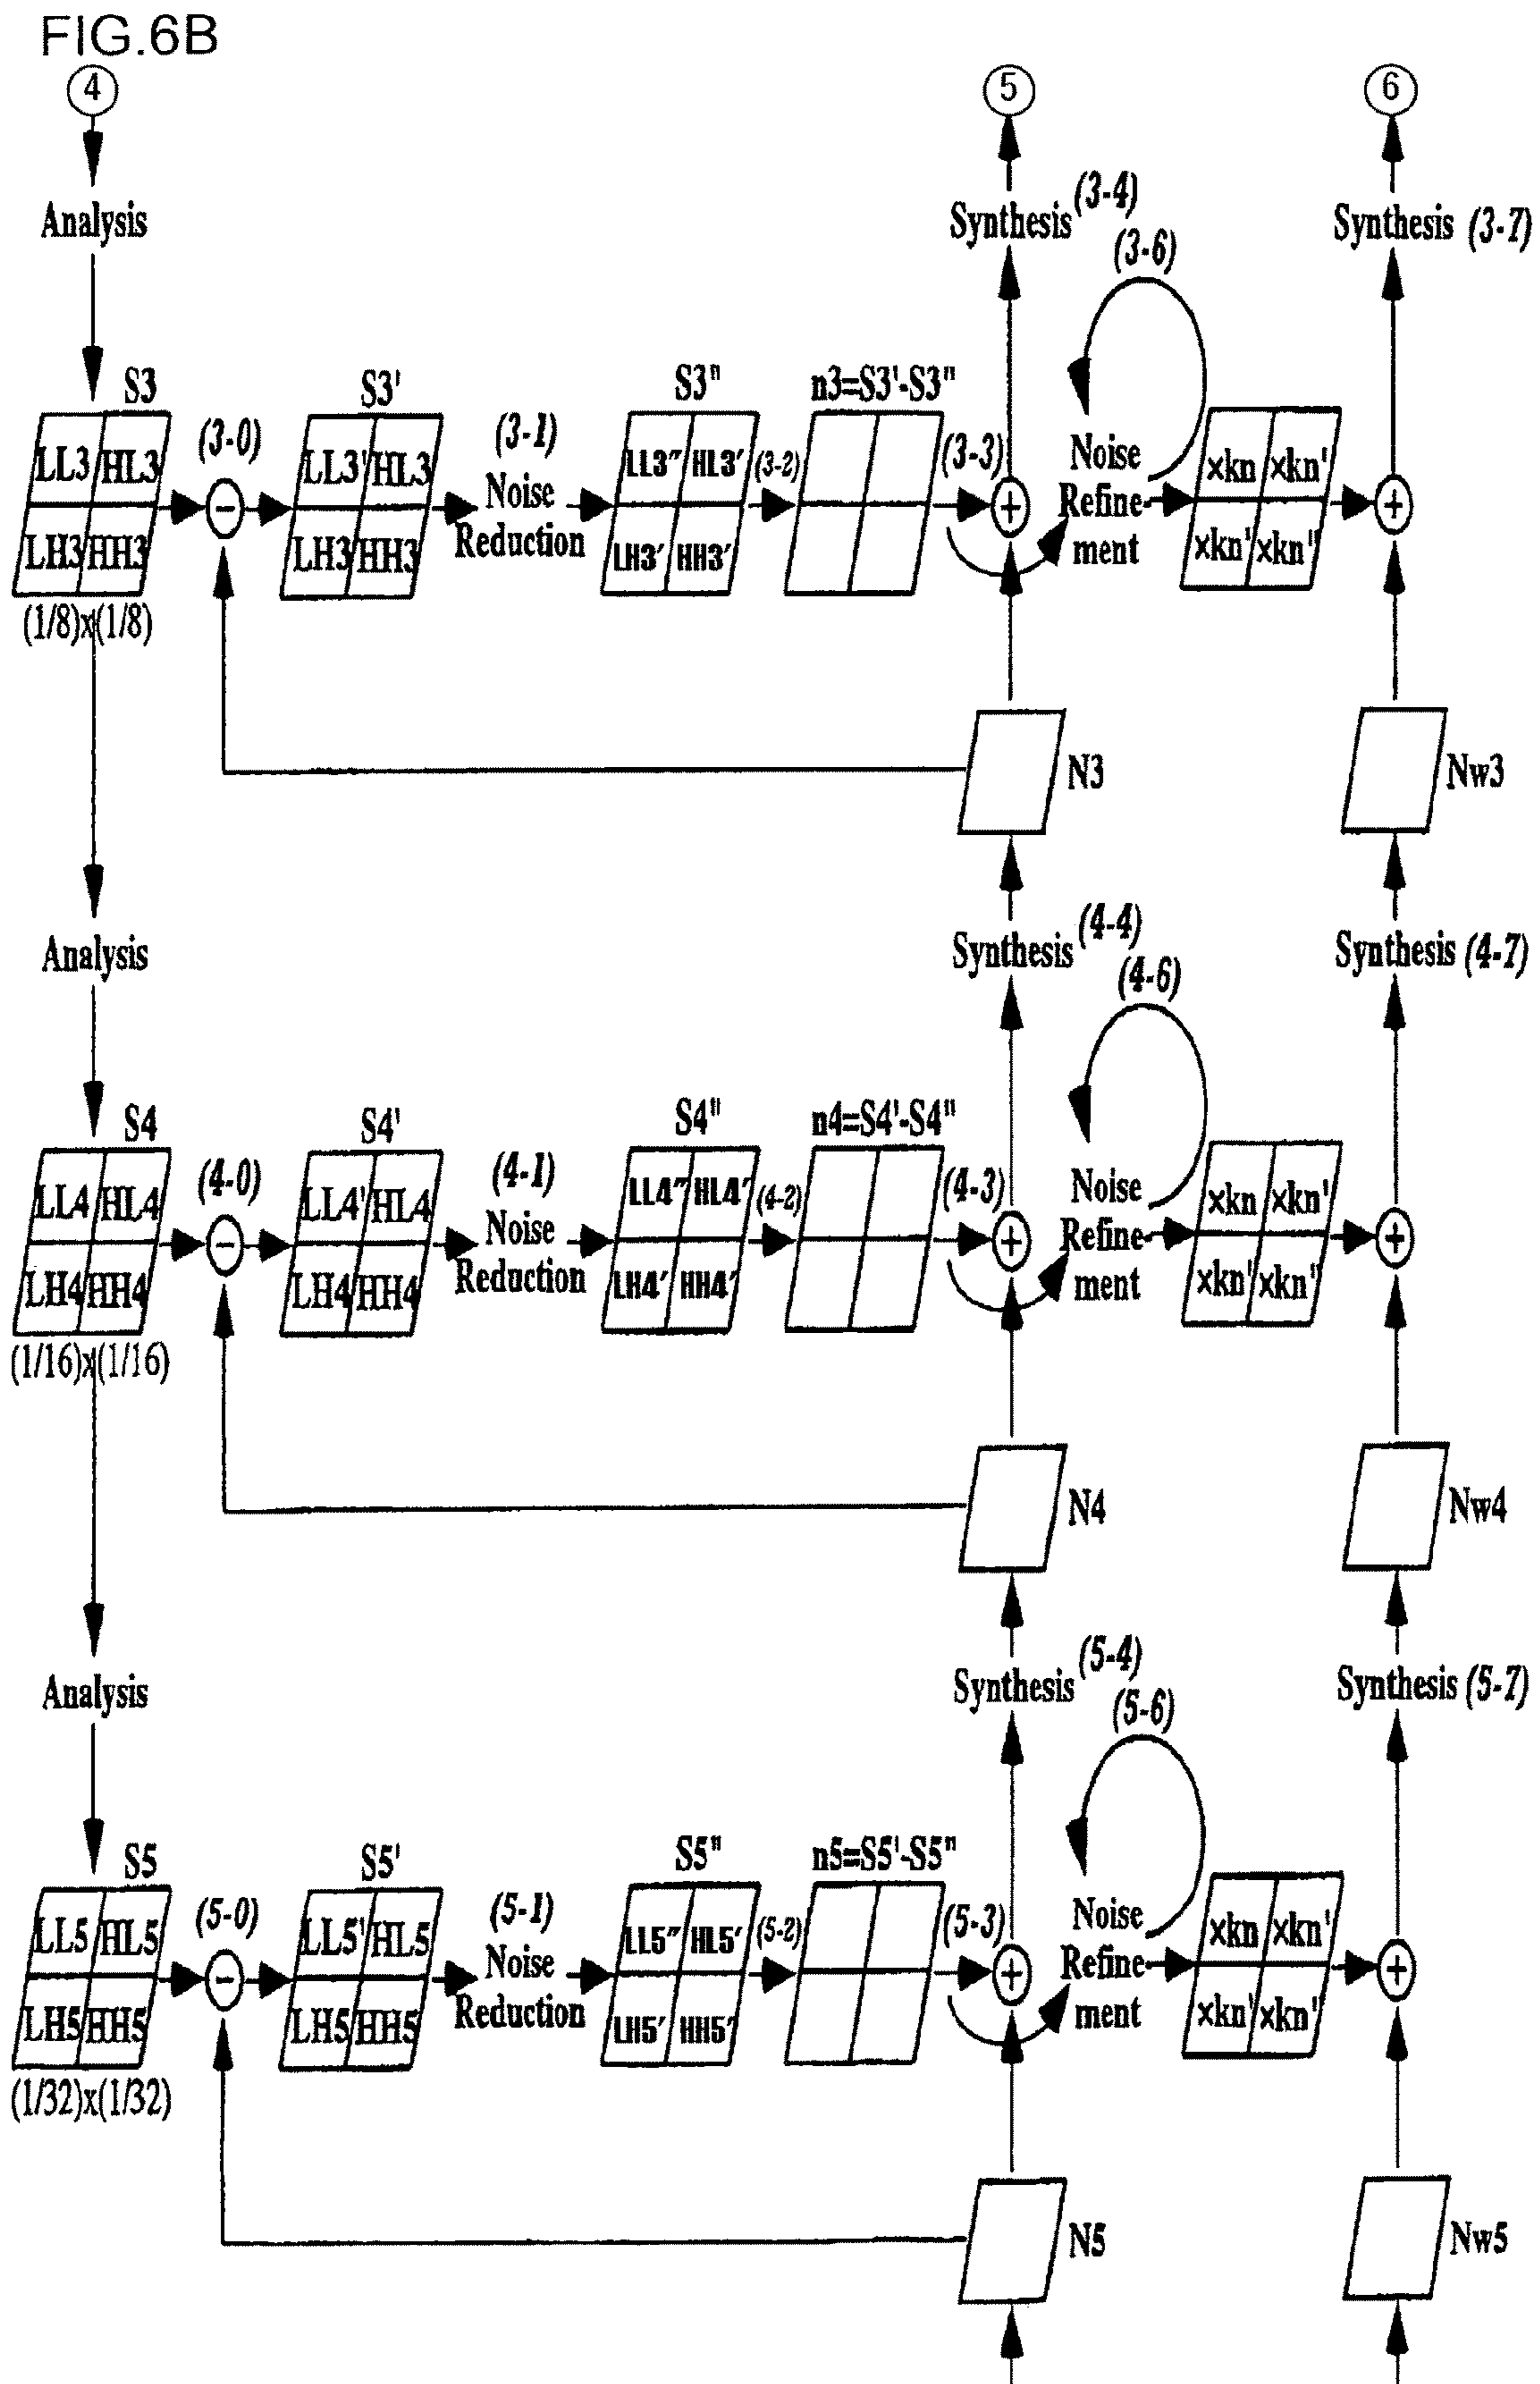 FIG.6B
4
5
6
Analysis
Synthesis (3-4)
(3-6)
Synthesis (3-7)
S3
S3'
S3"
n3=S3'-S3"
LL3 HL3
LH3 HH3
(1/8)x(1/8)
(3-0)
-
LL3' HL3
LH3 HH3
(3-1)
Noise
Reduction
LL3" HL3'
LH3' HH3'
(3-2)
(3-3)
+
Noise
Refine-
ment
×kn ×kn'
×kn' ×kn"
+
N3
Nw3
Analysis
Synthesis (4-4)
(4-6)
Synthesis (4-7)
S4
S4'
S4"
n4=S4'-S4"
LL4 HL4
LH4 HH4
(1/16)x(1/16)
(4-0)
-
LL4' HL4
LH4 HH4
(4-1)
Noise
Reduction
LL4" HL4'
LH4' HH4'
(4-2)
(4-3)
+
Noise
Refine-
ment
×kn ×kn'
×kn' ×kn"
+
N4
Nw4
Analysis
Synthesis (5-4)
(5-6)
Synthesis (5-7)
S5
S5'
S5"
n5=S5'-S5"
LL5 HL5
LH5 HH5
(1/32)x(1/32)
(5-0)
-
LL5' HL5
LH5 HH5
(5-1)
Noise
Reduction
LL5" HL5'
LH5' HH5'
(5-2)
(5-3)
+
Noise
Refine-
ment
×kn ×kn'
×kn' ×kn"
+
N5
Nw5